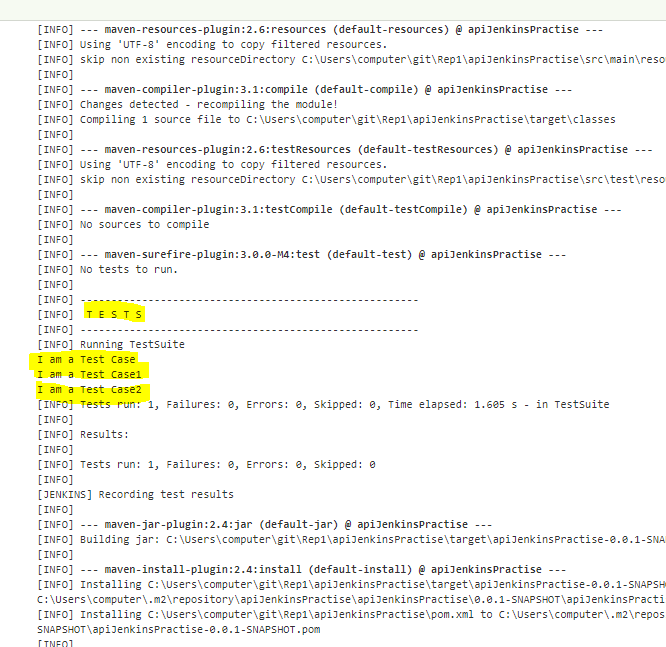 [INFO] --- maven-resources-plugin:2.6:resources (default-resources) @ apiJenkinsPractise ---
[INFO] Using 'UTF-8' encoding to copy filtered resources.
[INFO] skip non existing resourceDirectory C:\Users\computer\git\Rep1\apiJenkinsPractise\src\main\reso
[INFO]
[INFO] --- maven-compiler-plugin:3.1:compile (default-compile) @ apiJenkinsPractise ---
[INFO] Changes detected - recompiling the module!
[INFO] Compiling 1 source file to C:\Users\computer\git\Rep1\apiJenkinsPractise\target\classes
[INFO]
[INFO] --- maven-resources-plugin:2.6:testResources (default-testResources) @ apiJenkinsPractise ---
[INFO] Using 'UTF-8' encoding to copy filtered resources.
[INFO] skip non existing resourceDirectory C:\Users\computer\git\Rep1\apiJenkinsPractise\src\test\reso
[INFO]
[INFO] --- maven-compiler-plugin:3.1:testCompile (default-testCompile) @ apiJenkinsPractise ---
[INFO] No sources to compile
[INFO]
[INFO] --- maven-surefire-plugin:3.0.0-M4:test (default-test) @ apiJenkinsPractise ---
[INFO] No tests to run.
[INFO]
[INFO] -------------------------------------------------------
[INFO]  T E S T S
[INFO] -------------------------------------------------------
[INFO] Running TestSuite
I am a Test Case
I am a Test Case1
I am a Test Case2
[INFO] Tests run: 1, Failures: 0, Errors: 0, Skipped: 0, Time elapsed: 1.605 s - in TestSuite
[INFO]
[INFO] Results:
[INFO]
[INFO] Tests run: 1, Failures: 0, Errors: 0, Skipped: 0
[INFO]
[JENKINS] Recording test results
[INFO]
[INFO] --- maven-jar-plugin:2.4:jar (default-jar) @ apiJenkinsPractise ---
[INFO] Building jar: C:\Users\computer\git\Rep1\apiJenkinsPractise\target\apiJenkinsPractise-0.0.1-SNA
[INFO]
[INFO] --- maven-install-plugin:2.4:install (default-install) @ apiJenkinsPractise ---
[INFO] Installing C:\Users\computer\git\Rep1\apiJenkinsPractise\target\apiJenkinsPractise-0.0.1-SNAPSH
C:\Users\computer\.m2\repository\apiJenkinsPractise\apiJenkinsPractise\0.0.1-SNAPSHOT\apiJenkinsPracti
[INFO] Installing C:\Users\computer\git\Rep1\apiJenkinsPractise\pom.xml to C:\Users\computer\.m2\repos
SNAPSHOT\apiJenkinsPractise-0.0.1-SNAPSHOT.pom
[INFO]